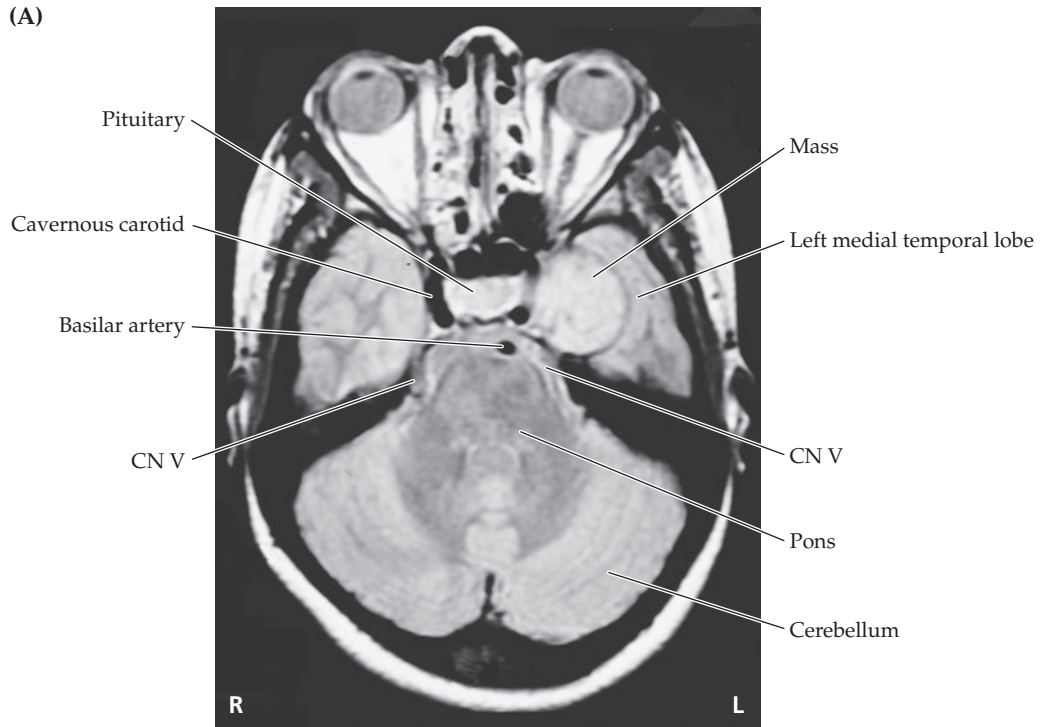 (A)
Pituitary
Cavernous carotid
Basilar artery
CN V
Mass
Left medial temporal lobe
CN V
Pons
Cerebellum
R
L